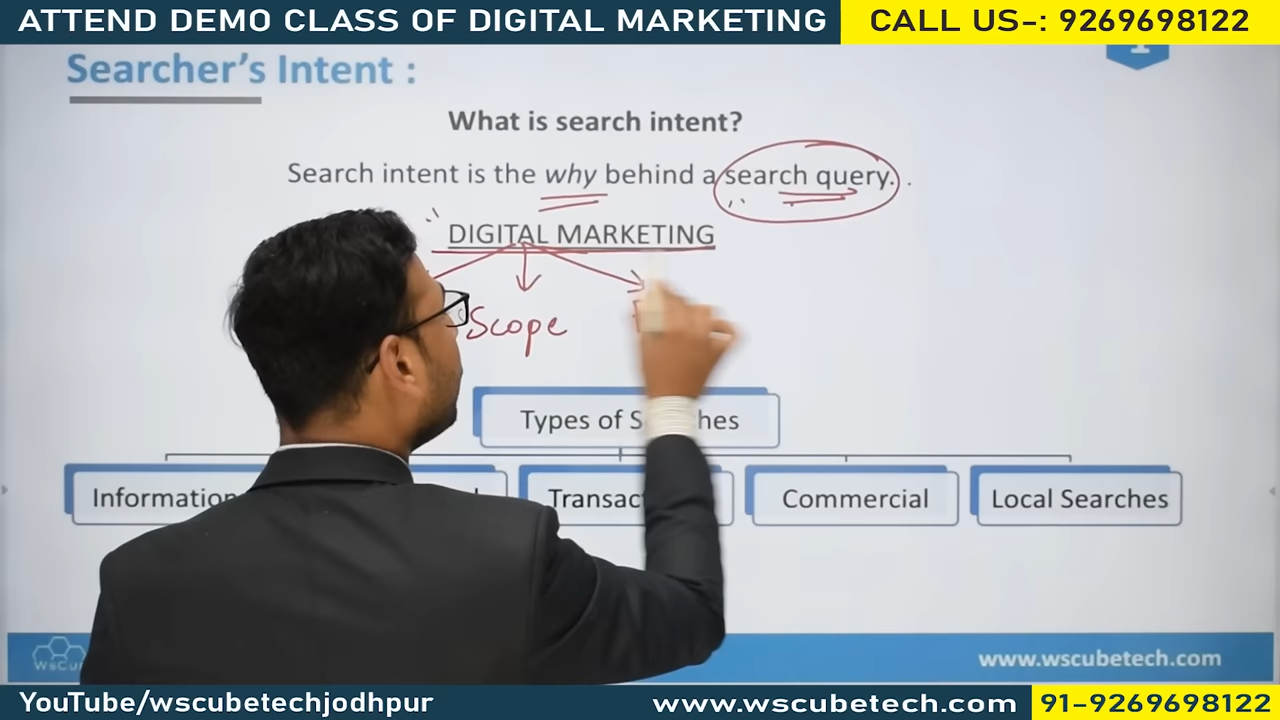 ATTEND DEMO CLASS OF DIGITAL MARKETING
CALL US-: 9269698122
Searcher's Intent :
What is search intent?
Search intent is the why behind a search query.
DIGITAL MARKETING
Scope
Types of
Commercial
Local Searches
www.wscubetech.com
YouTube/wscubetechjodhpur
www.wscubetech.com
91-9269698122